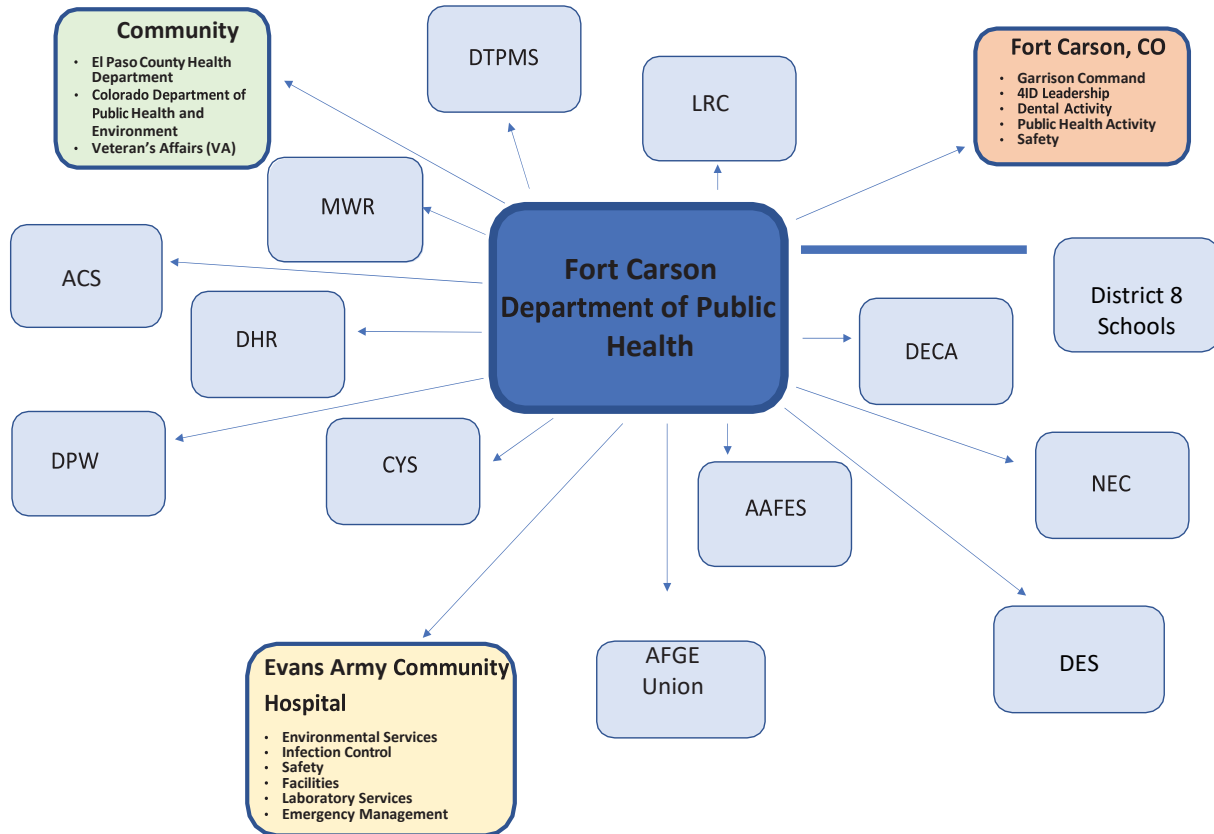 Community
• El Paso County Health
Department
• Colorado Department of
Public Health and
Environment
• Veteran's Affairs (VA)
DTPMS
LRC
Fort Carson, CO
• Garrison Command
• 4ID Leadership
• Dental Activity
• Public Health Activity
• Safety
MWR
ACS
Fort Carson
Department of Public
Health
District 8
Schools
DHR
DECA
DPW
CYS
AAFES
NEC
Evans Army Community
Hospital
• Environmental Services
• Infection Control
• Safety
• Facilities
• Laboratory Services
• Emergency Management
AFGE
Union
DES